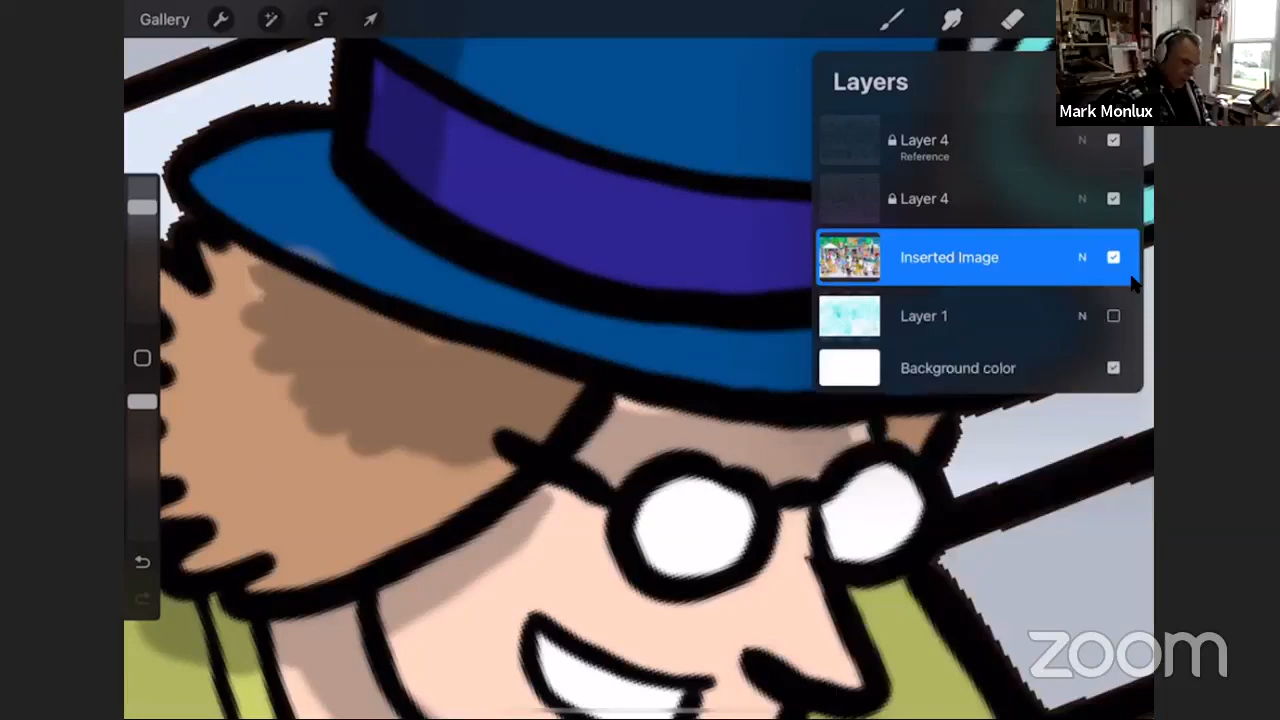 Gallery
Layers
Mark Monlux
Layer 4
N
Reference
Layer 4
N
Inserted Image
N
Layer 1
N
Background color
zoom